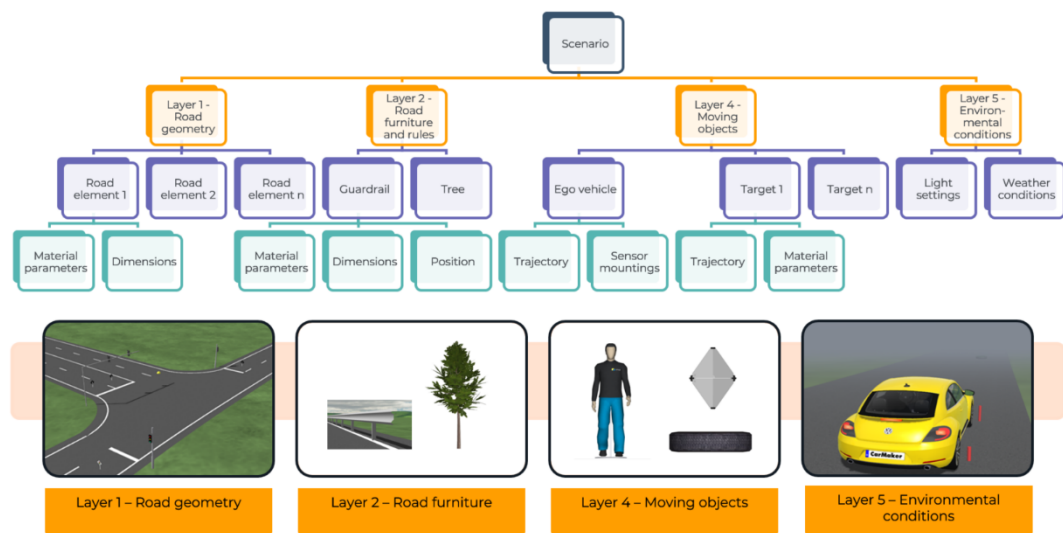 Scenario
Layer 1 -
Road
geometry
Layer 2 -
Road
furniture
and rules
Layer 4 -
Moving
objects
Layer 5 -
Environ-
mental
conditions
Road
element 1
Road
element 2
Road
element n
Guardrail
Tree
Ego vehicle
Target 1
Target n
Light
settings
Weather
conditions
Material
parameters
Dimensions
Material
parameters
Dimensions
Position
Trajectory
Sensor
mountings
Trajectory
Material
parameters
CarMaker
Layer 1 – Road geometry
Layer 2 – Road furniture
Layer 4 – Moving objects
Layer 5 – Environmental
conditions